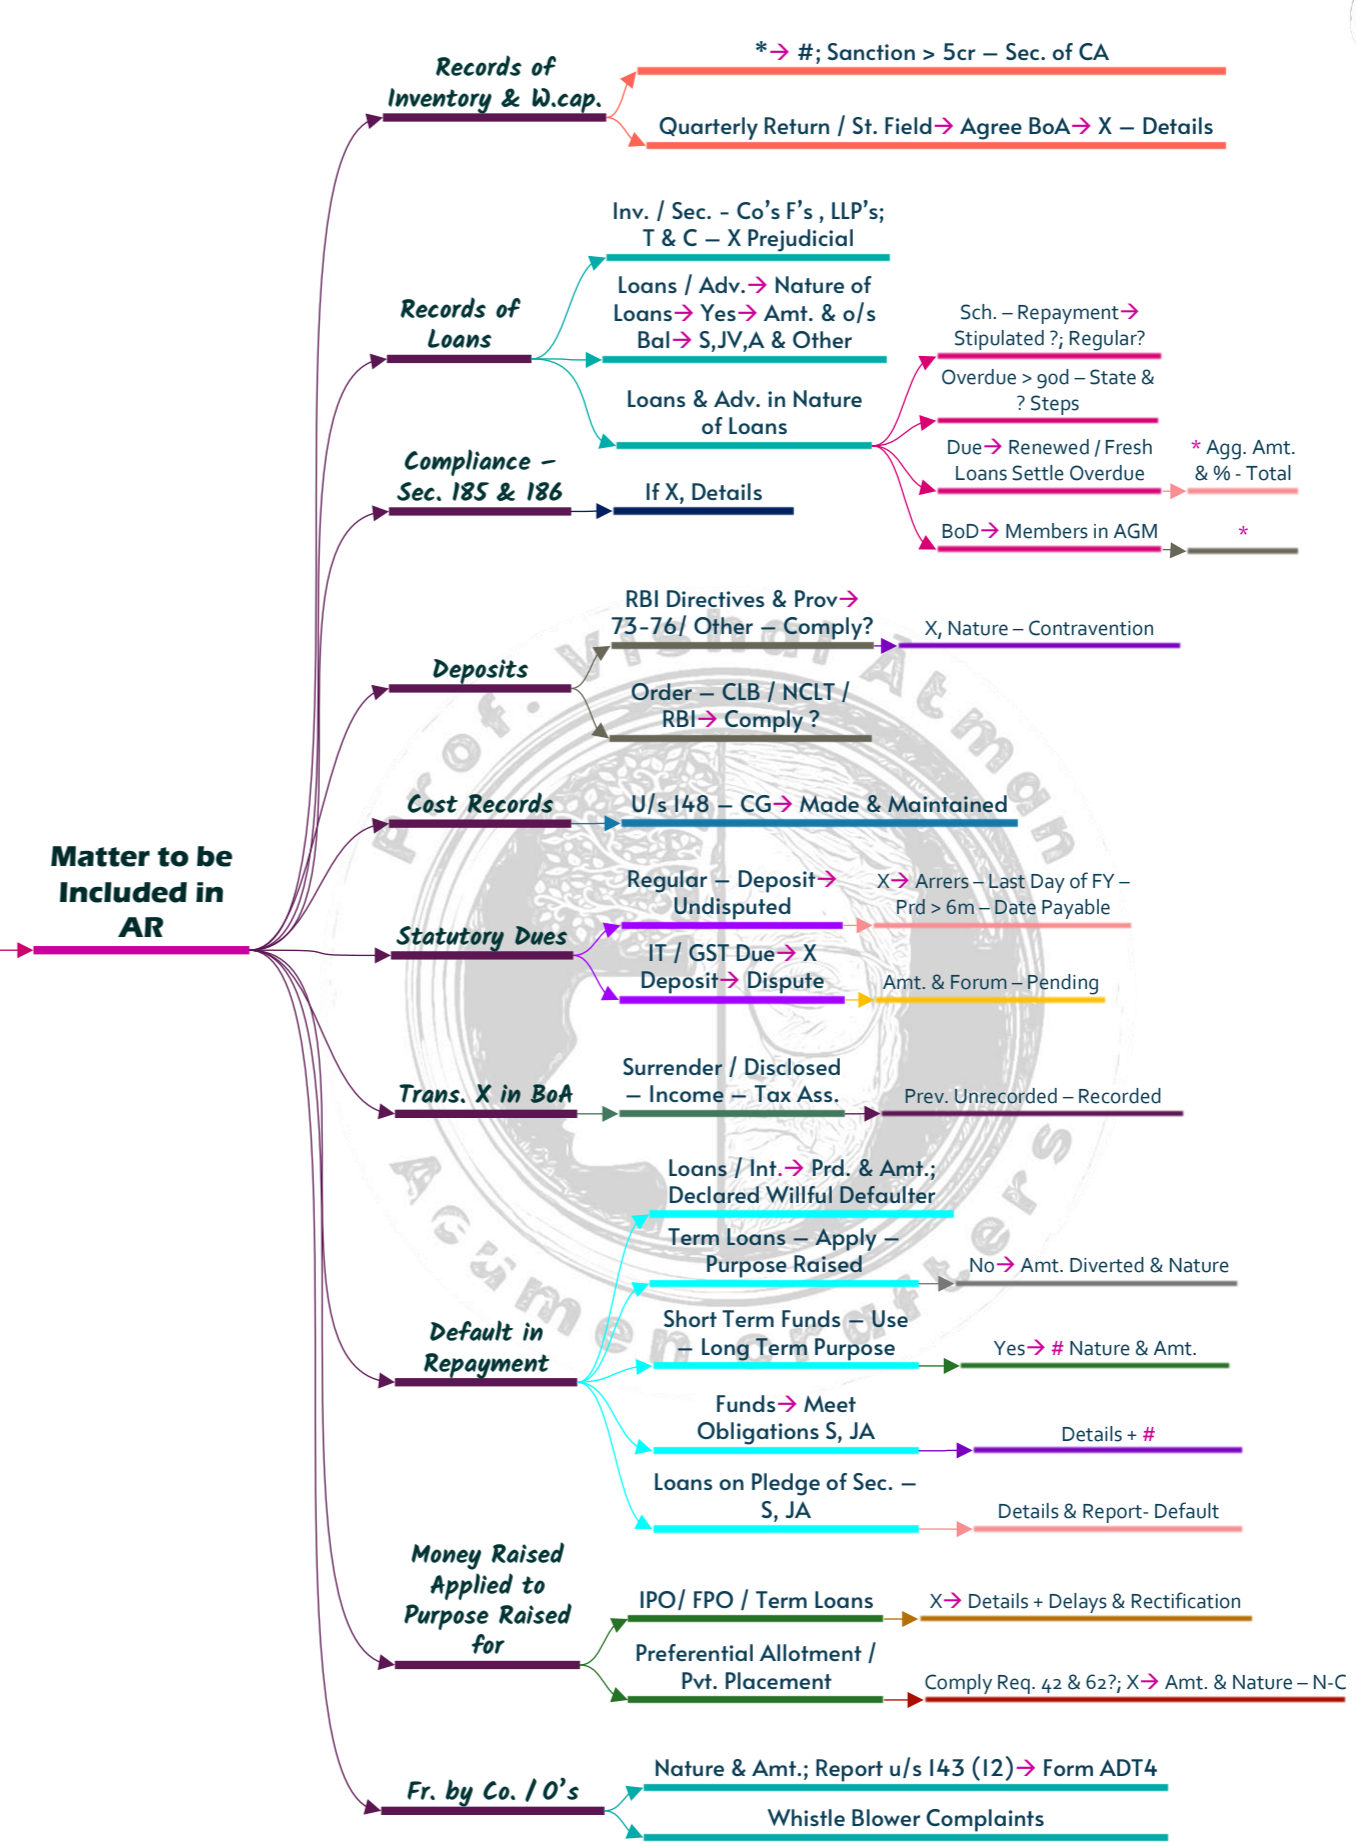 Matter to be
Included in
AR
Records of
Inventory & W.cap.
*→ #; Sanction > 5cr – Sec. of CA
Quarterly Return / St. Field→ Agree BoA→ X – Details
Records of
Loans
Inv. / Sec. - Co's F's , LLP's;
T & C – X Prejudicial
Loans / Adv.→ Nature of
Loans→ Yes→ Amt. & o/s
Bal→ S,JV,A & Other
Loans & Adv. in Nature
of Loans
Sch. – Repayment→
Stipulated ?; Regular?
Overdue > 90d – State &
? Steps
Due→ Renewed / Fresh
Loans Settle Overdue
* Agg. Amt.
& % - Total
BoD→ Members in AGM
*
Compliance –
Sec. 185 & 186
If X, Details
Deposits
RBI Directives & Prov→
73-76/ Other – Comply?
X, Nature – Contravention
Order – CLB / NCLT /
RBI→ Comply ?
Cost Records
U/s 148 – CG→ Made & Maintained
Statutory Dues
Regular – Deposit→
Undisputed
X→ Arrers – Last Day of FY –
Prd > 6m – Date Payable
IT / GST Due→ X
Deposit→ Dispute
Amt. & Forum – Pending
Trans. X in BoA
Surrender / Disclosed
– Income – Tax Ass.
Prev. Unrecorded – Recorded
Default in
Repayment
Loans / Int.→ Prd. & Amt.;
Declared Willful Defaulter
Term Loans – Apply –
Purpose Raised
No→ Amt. Diverted & Nature
Short Term Funds – Use
– Long Term Purpose
Yes→ # Nature & Amt.
Funds→ Meet
Obligations S, JA
Details + #
Loans on Pledge of Sec. –
S, JA
Details & Report- Default
Money Raised
Applied to
Purpose Raised
for
IPO/ FPO / Term Loans
X→ Details + Delays & Rectification
Preferential Allotment /
Pvt. Placement
Comply Req. 42 & 62?; X→ Amt. & Nature – N-C
Fr. by Co. / O's
Nature & Amt.; Report u/s 143 (12)→ Form ADT4
Whistle Blower Complaints
Prof. Vishal Atman
Acumen Crafters